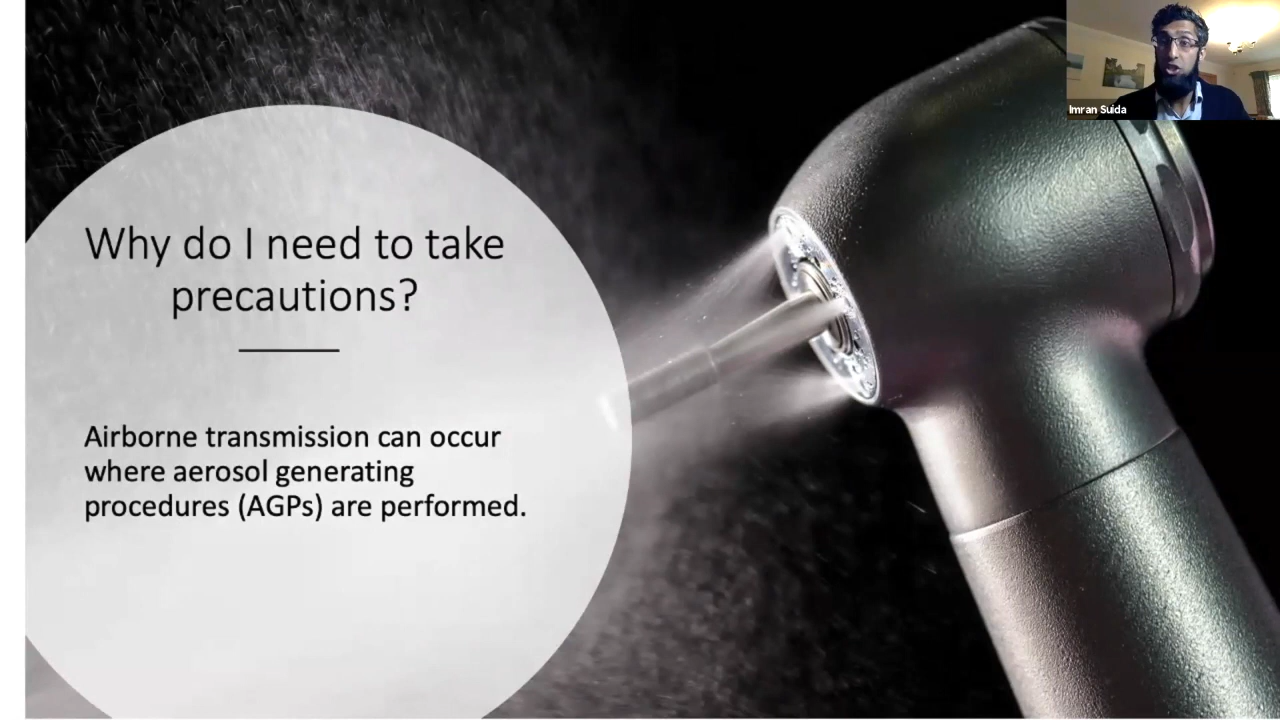 Imran Suida
Why do I need to take
precautions?
Airborne transmission can occur
where aerosol generating
procedures (AGPs) are performed.